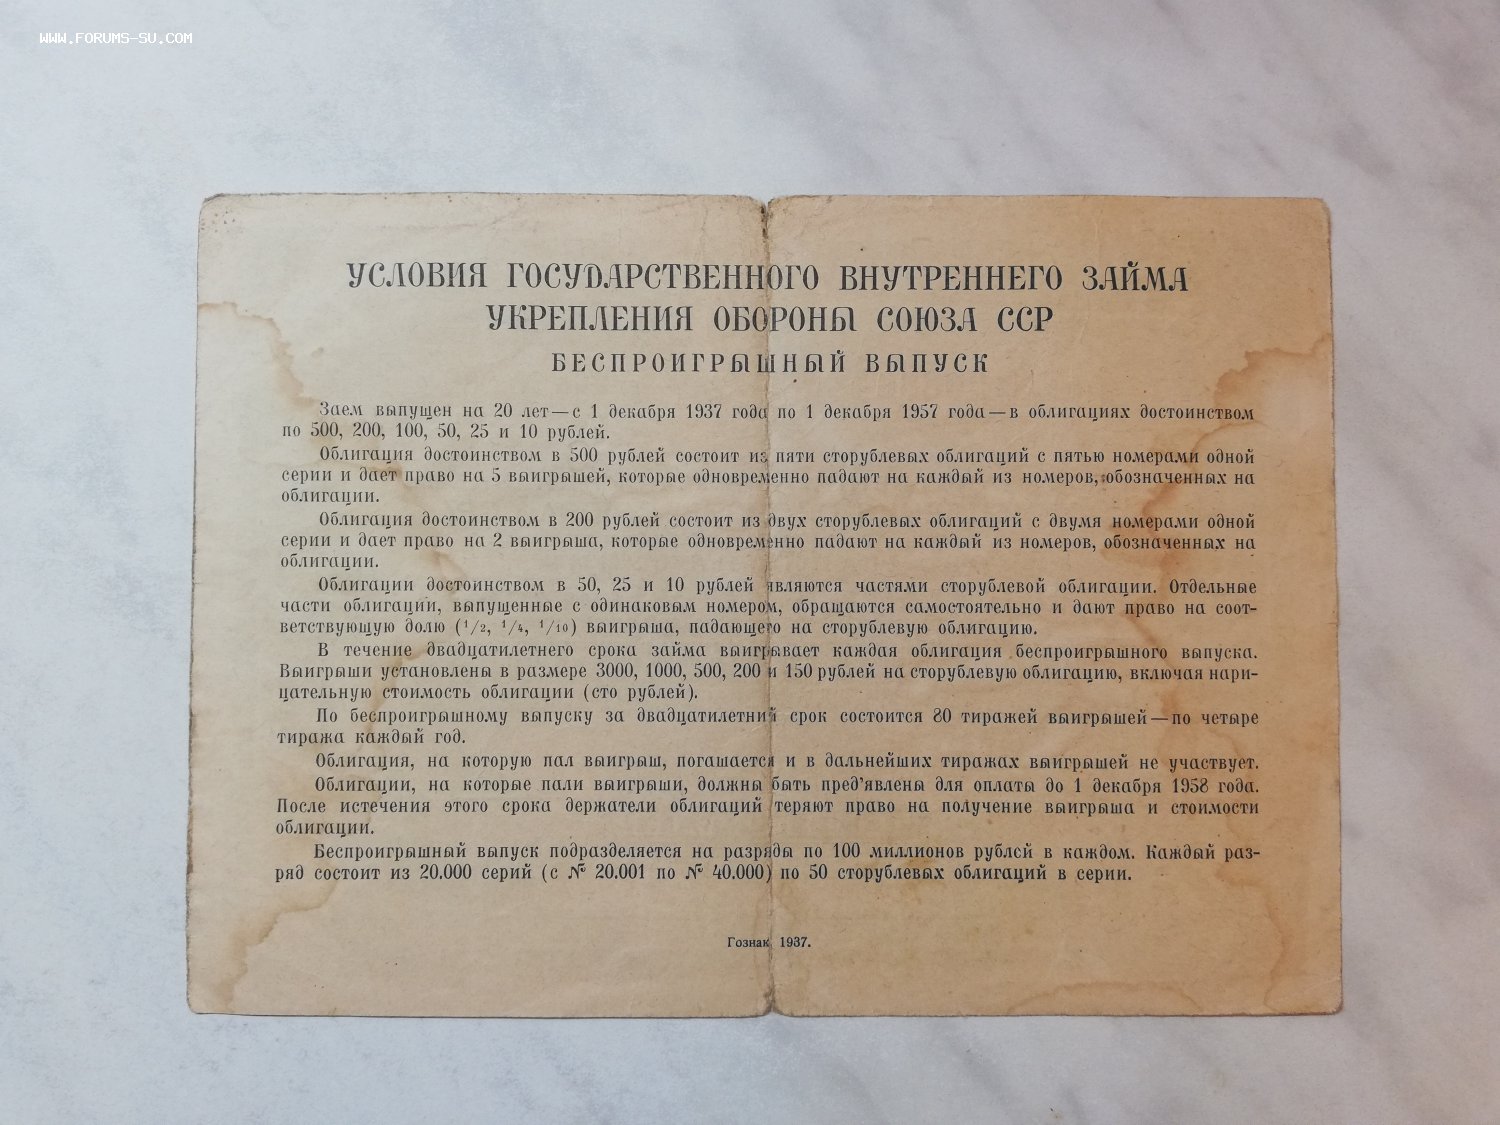 WWW.FORUMS-SU.COM
УСЛОВИЯ ГОСУДАРСТВЕННОГО ВНУТРЕННЕГО ЗАЙМА
УКРЕПЛЕНИЯ ОБОРОНЫ СОЮЗА ССР
БЕСПРОИГРЫШНЫЙ ВЫПУСК
Заем выпущен на 20 лет—с 1 декабря 1937 года по 1 декабря 1957 года—в облигациях достоинством
по 500, 200, 100, 50, 25 и 10 рублей.
Облигация достоинством в 500 рублей состоит из пяти сторублевых облигаций с пятью номерами одной
серии и дает право на 5 выигрышей, которые одновременно падают на каждый из номеров, обозначенных на
облигации.
Облигация достоинством в 200 рублей состоит из двух сторублевых облигаций с двумя номерами одной
серии и дает право на 2 выигрыша, которые одновременно падают на каждый из номеров, обозначенных на
облигации.
Облигации достоинством в 50, 25 и 10 рублей являются частями сторублевой облигации. Отдельные
части облигации, выпущенные с одинаковым номером, обращаются самостоятельно и дают право на соот-
ветствующую долю (1/2, 1/4, 1/10) выигрыша, падающего на сторублевую облигацию.
В течение двадцатилетнего срока займа выигрывает каждая облигация беспроигрышного выпуска.
Выигрыши установлены в размере 3000, 1000, 500, 200 и 150 рублей на сторублевую облигацию, включая нари-
цательную стоимость облигации (сто рублей).
По беспроигрышному выпуску за двадцатилетний срок состоится 80 тиражей выигрышей—по четыре
тиража каждый год.
Облигация, на которую пал выигрыш, погашается и в дальнейших тиражах выигрышей не участвует.
Облигации, на которые пали выигрыши, должны быть пред'явлены для оплаты до 1 декабря 1958 года.
После истечения этого срока держатели облигаций теряют право на получение выигрыша и стоимости
облигации.
Беспроигрышный выпуск подразделяется на разряды по 100 миллионов рублей в каждом. Каждый раз-
ряд состоит из 20.000 серий (с № 20.001 по № 40.000) по 50 сторублевых облигаций в серии.
Гознак 1937.